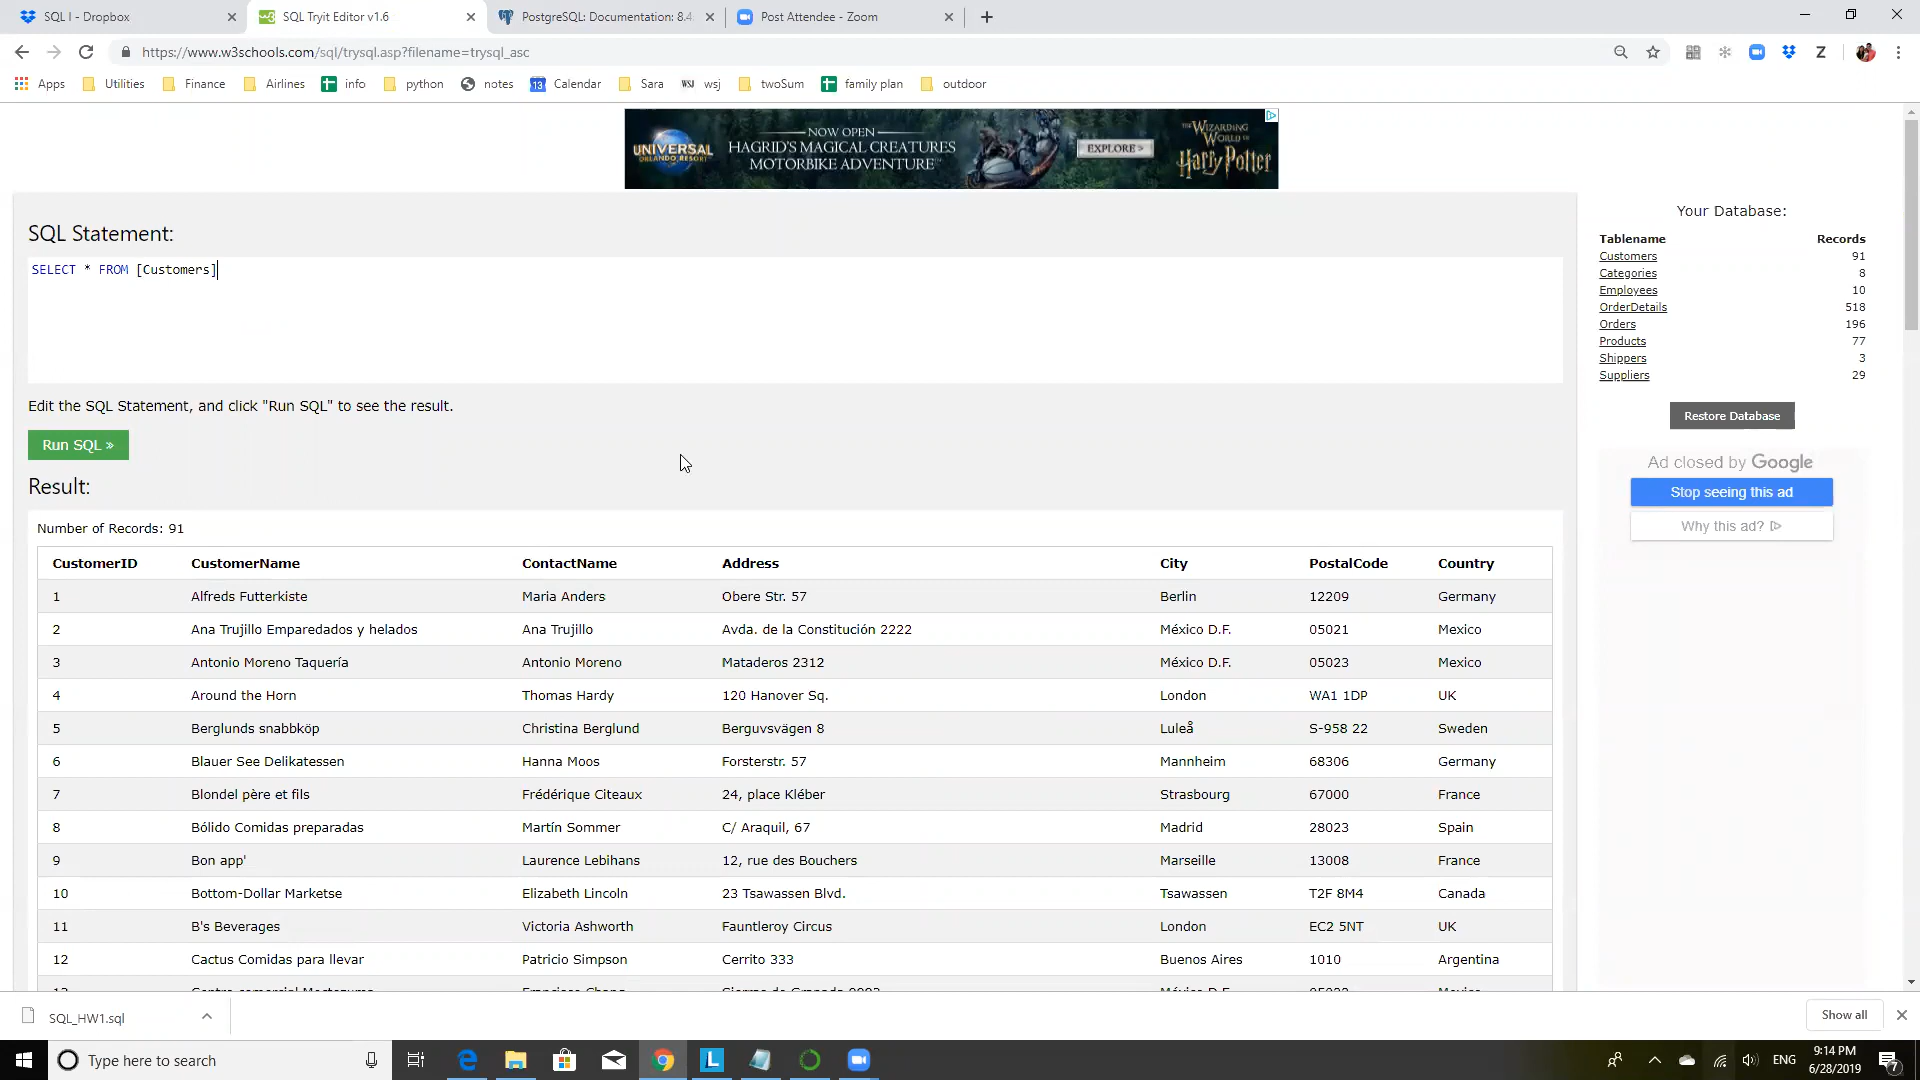 SQL I - Dropbox
SQL Tryit Editor v1.6
PostgreSQL: Documentation: 8.4
Post Attendee - Zoom
https://www.w3schools.com/sql/trysql.asp?filename=trysql_asc
Apps Utilities Finance Airlines info python notes Calendar Sara wsj twoSum family plan outdoor
UNIVERSAL ORLANDO RESORT
NOW OPEN
HAGRID'S MAGICAL CREATURES
MOTORBIKE ADVENTURE™
EXPLORE >
THE WIZARDING WORLD OF
Harry Potter
SQL Statement:
SELECT * FROM [Customers]
Edit the SQL Statement, and click "Run SQL" to see the result.
Run SQL »
Result:
Number of Records: 91
CustomerID CustomerName ContactName Address City PostalCode Country
1 Alfreds Futterkiste Maria Anders Obere Str. 57 Berlin 12209 Germany
2 Ana Trujillo Emparedados y helados Ana Trujillo Avda. de la Constitución 2222 México D.F. 05021 Mexico
3 Antonio Moreno Taquería Antonio Moreno Mataderos 2312 México D.F. 05023 Mexico
4 Around the Horn Thomas Hardy 120 Hanover Sq. London WA1 1DP UK
5 Berglunds snabbköp Christina Berglund Berguvsvägen 8 Luleå S-958 22 Sweden
6 Blauer See Delikatessen Hanna Moos Forsterstr. 57 Mannheim 68306 Germany
7 Blondel père et fils Frédérique Citeaux 24, place Kléber Strasbourg 67000 France
8 Bólido Comidas preparadas Martín Sommer C/ Araquil, 67 Madrid 28023 Spain
9 Bon app' Laurence Lebihans 12, rue des Bouchers Marseille 13008 France
10 Bottom-Dollar Marketse Elizabeth Lincoln 23 Tsawassen Blvd. Tsawassen T2F 8M4 Canada
11 B's Beverages Victoria Ashworth Fauntleroy Circus London EC2 5NT UK
12 Cactus Comidas para llevar Patricio Simpson Cerrito 333 Buenos Aires 1010 Argentina
Your Database:
Tablename Records
Customers 91
Categories 8
Employees 10
OrderDetails 518
Orders 196
Products 77
Shippers 3
Suppliers 29
Restore Database
Ad closed by Google
Stop seeing this ad
Why this ad?
SQL_HW1.sql
Show all
Type here to search
ENG
9:14 PM
6/28/2019
7